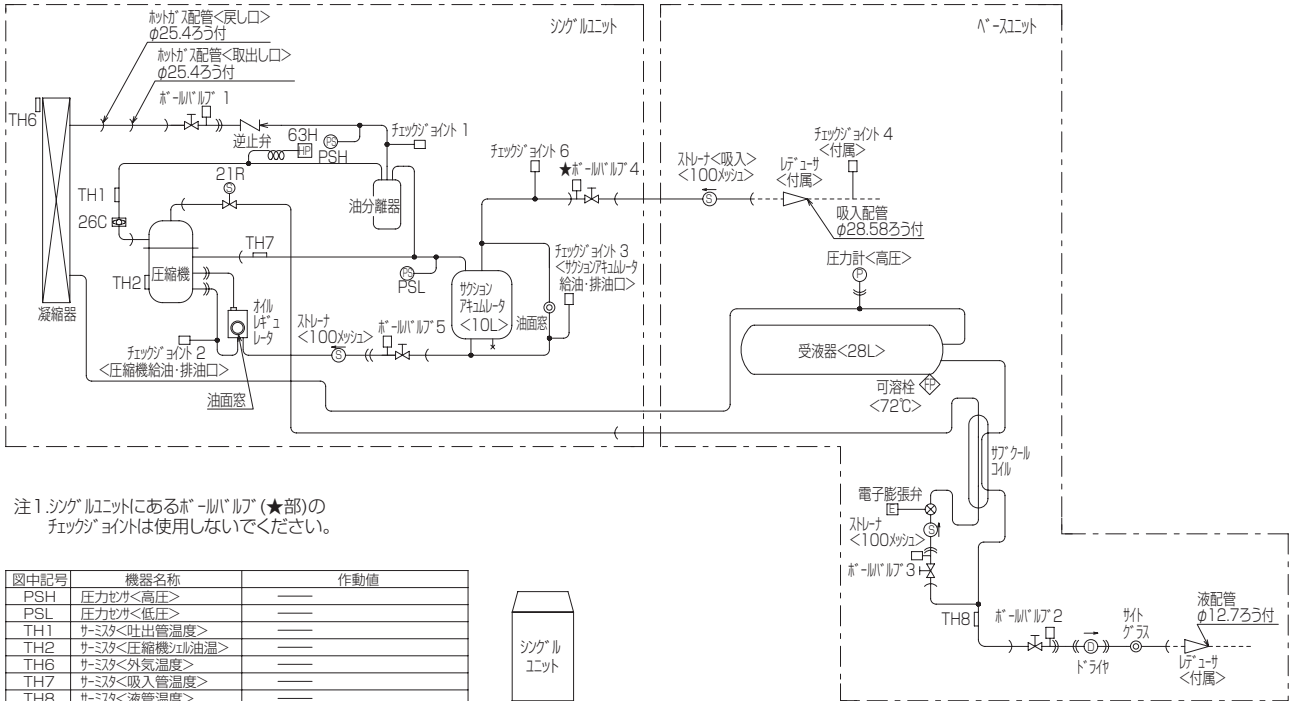 シングルユニット
ベースユニット
ホットガス配管<戻し口>
φ25.4ろう付
ホットガス配管<取出し口>
φ25.4ろう付
TH6
ボールバルブ 1
逆止弁
63H
HP
PS
PSH
チェックジョイント 1
21R
S
TH1
26C
油分離器
TH2
圧縮機
TH7
PS
PSL
凝縮器
オイル
レギュ
レータ
チェックジョイント 2
<圧縮機給油・排油口>
油面窓
ストレーナ
<100メッシュ>
S
ボールバルブ5
サクション
アキュムレータ
<10L>
油面窓
チェックジョイント 6
★ボールバルブ4
チェックジョイント 3
<サクションアキュムレータ
給油・排油口>
ストレーナ<吸入>
<100メッシュ>
S
レデューサ
<付属>
チェックジョイント 4
<付属>
吸入配管
φ28.58ろう付
圧力計<高圧>
P
受液器<28L>
可溶栓
<72℃>
FP
サブクール
コイル
電子膨張弁
E
ストレーナ
<100メッシュ>
S
ボールバルブ3
TH8
ボールバルブ2
D
ドライヤ
サイト
グラス
液配管
φ12.7ろう付
レデューサ
<付属>
注1.シングルユニットにあるボールバルブ(★部)の
チェックジョイントは使用しないでください。
図中記号 機器名称 作動値
PSH 圧力センサ<高圧> ――
PSL 圧力センサ<低圧> ――
TH1 サーミスタ<吐出管温度> ――
TH2 サーミスタ<圧縮機シェル油温> ――
TH6 サーミスタ<外気温度> ――
TH7 サーミスタ<吸入管温度> ――
TH8 サーミスタ<液管温度> ――
シングル
ユニット